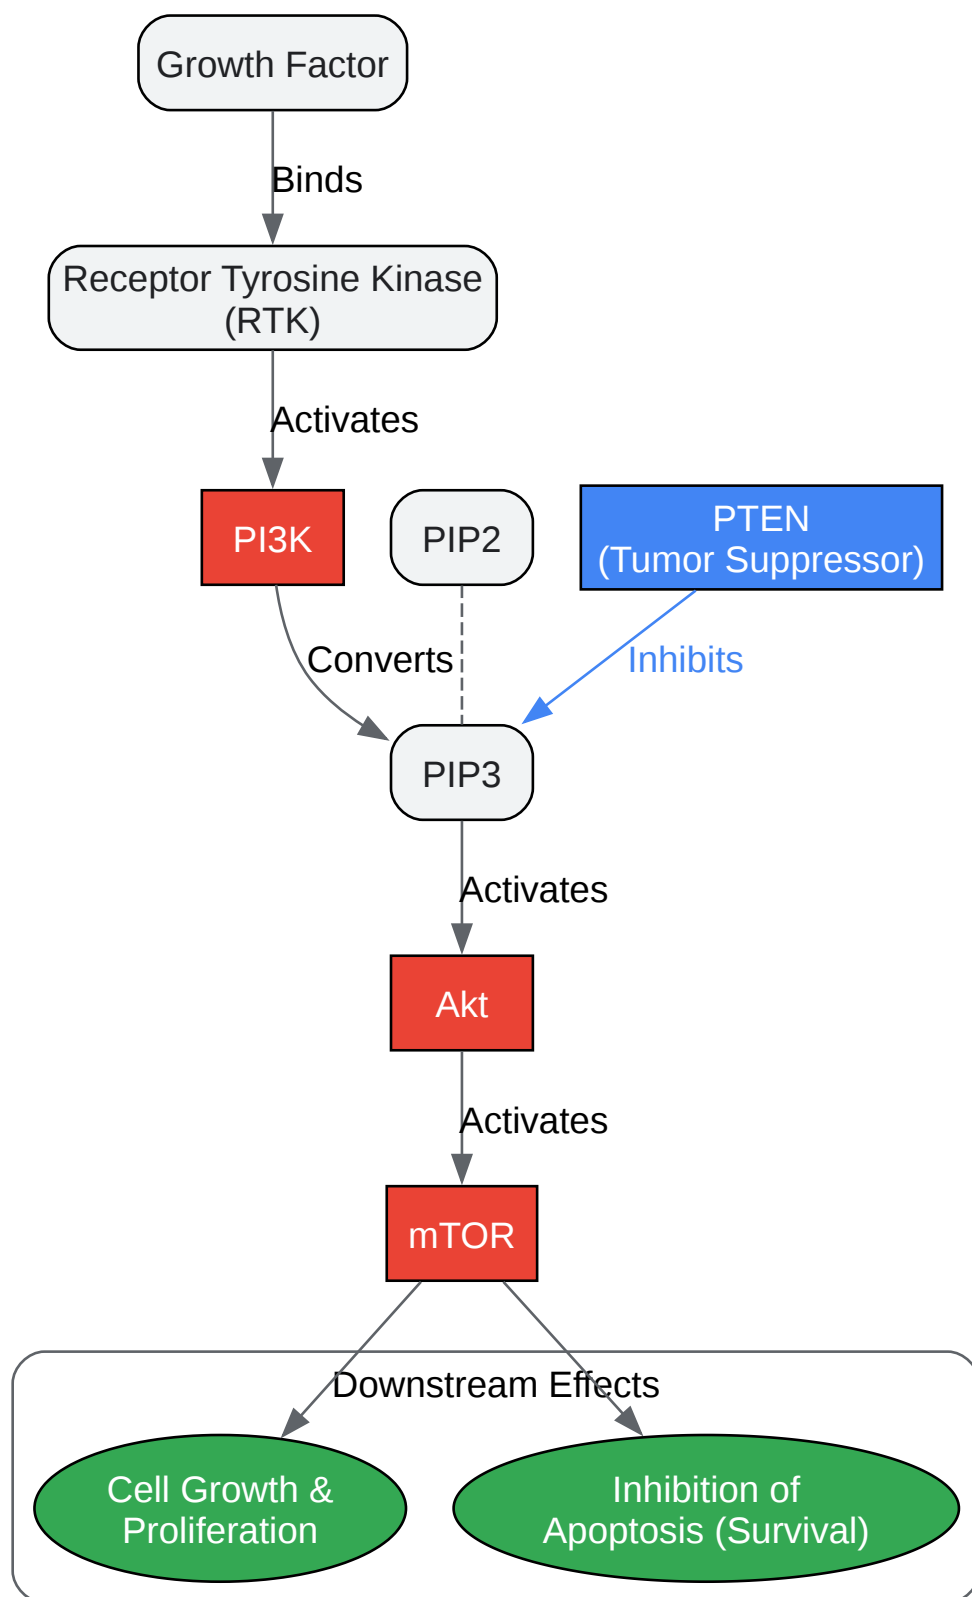 Growth Factor
Binds
Receptor Tyrosine Kinase
(RTK)
Activates
PI3K
PIP2
PTEN
(Tumor Suppressor)
Converts
Inhibits
PIP3
Activates
Akt
Activates
mTOR
Downstream Effects
Cell Growth &
Proliferation
Inhibition of
Apoptosis (Survival)